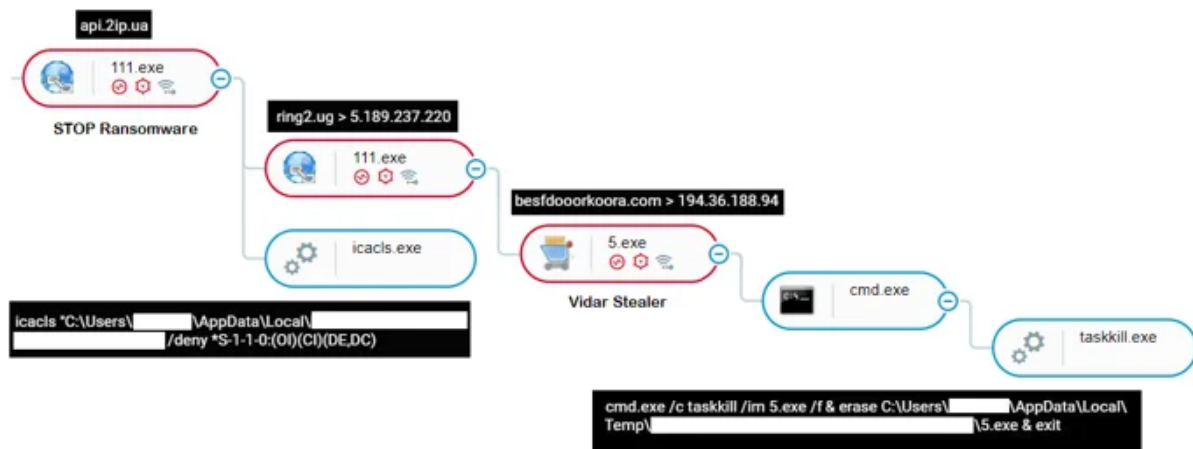 api.2ip.ua
111.exe
STOP Ransomware
ring2.ug > 5.189.237.220
111.exe
besfdooorkoora.com > 194.36.188.94
icacls.exe
5.exe
Vidar Stealer
cmd.exe
icacls "C:\Users\ \AppData\Local\
/deny *S-1-1-0:(OI)(CI)(DE,DC)
taskkill.exe
cmd.exe /c taskkill /im 5.exe /f & erase C:\Users\ \AppData\Local\
Temp\ \5.exe & exit